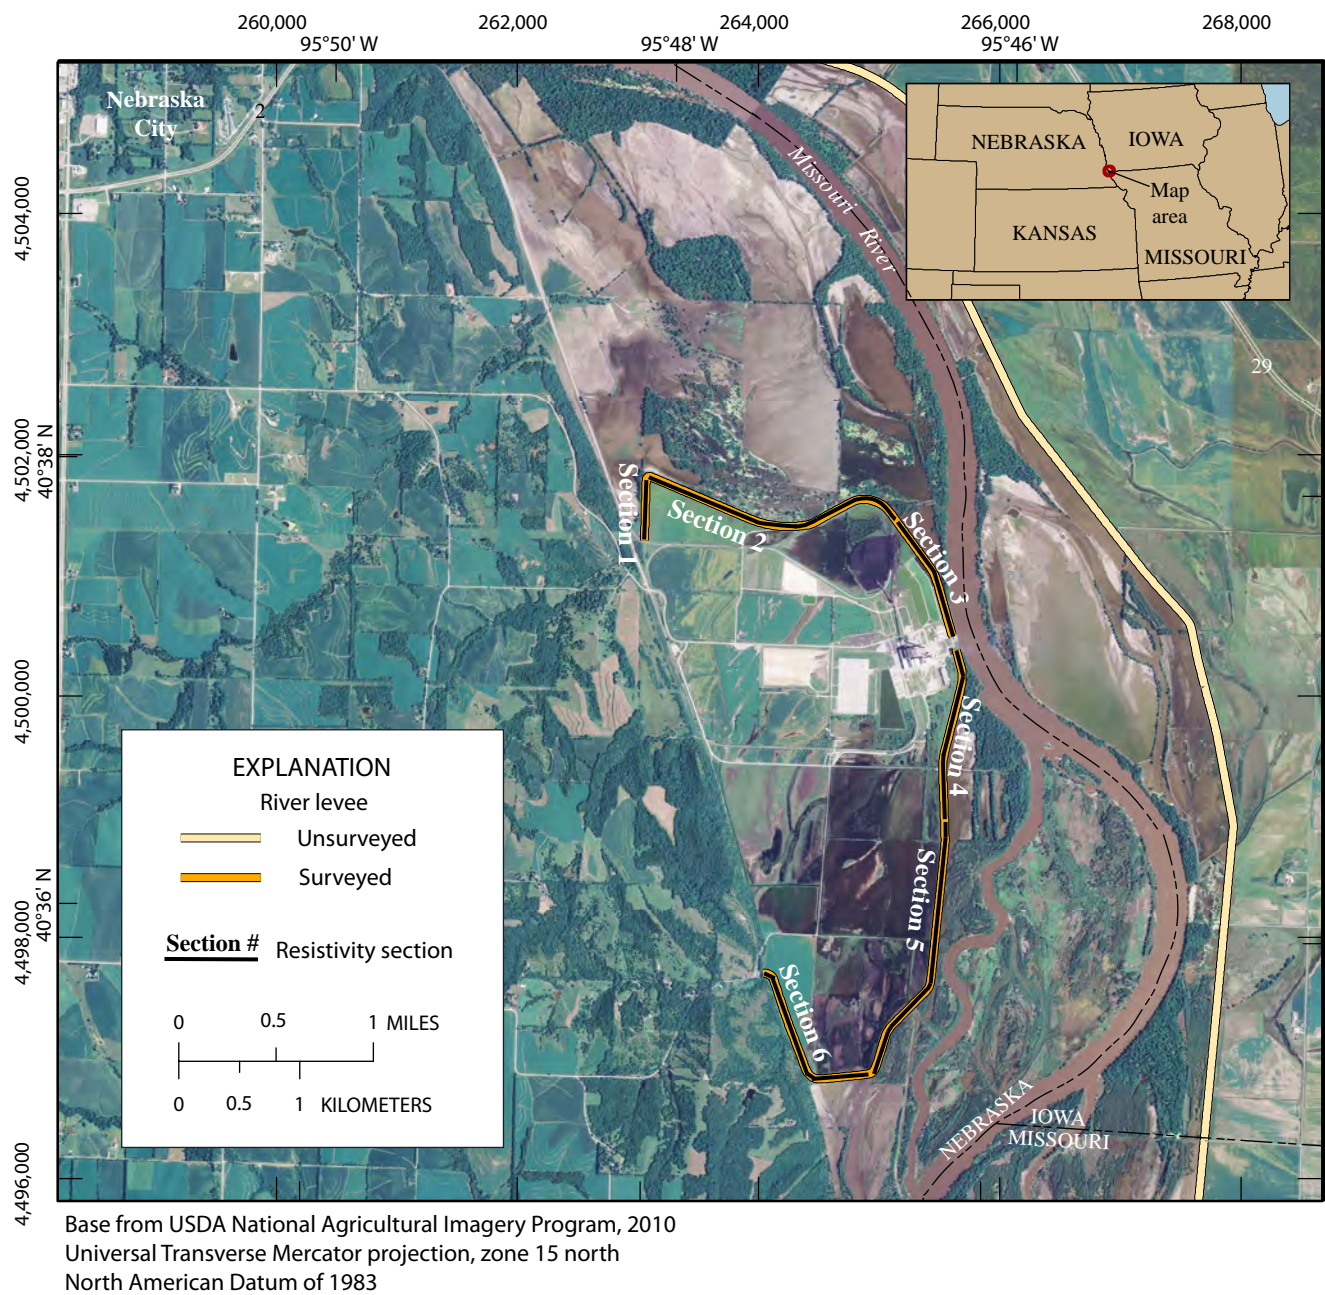 260,000 262,000 264,000 266,000 268,000
95°50' W 95°48' W 95°46' W
Nebraska
City
2
NEBRASKA
IOWA
Map
area
KANSAS
MISSOURI
Missouri River
29
4,504,000
4,502,000
40°38' N
4,500,000
4,498,000
40°36' N
4,496,000
Section 1
Section 2
Section 3
Section 4
Section 5
Section 6
EXPLANATION
River levee
Unsurveyed
Surveyed
Section # Resistivity section
0 0.5 1 MILES
0 0.5 1 KILOMETERS
NEBRASKA
IOWA
MISSOURI
Base from USDA National Agricultural Imagery Program, 2010
Universal Transverse Mercator projection, zone 15 north
North American Datum of 1983